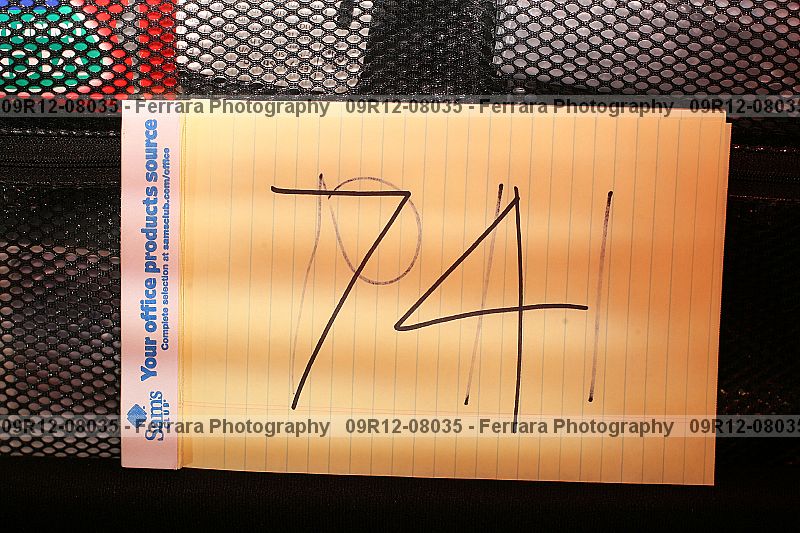 09R12-08035 - Ferrara Photography 09R12-08035 - Ferrara Photography 09R12-08035
Your office products source
Complete selection at samsclub.com/office
Sam's CLUB
74
09R12-08035 - Ferrara Photography 09R12-08035 - Ferrara Photography 09R12-08035